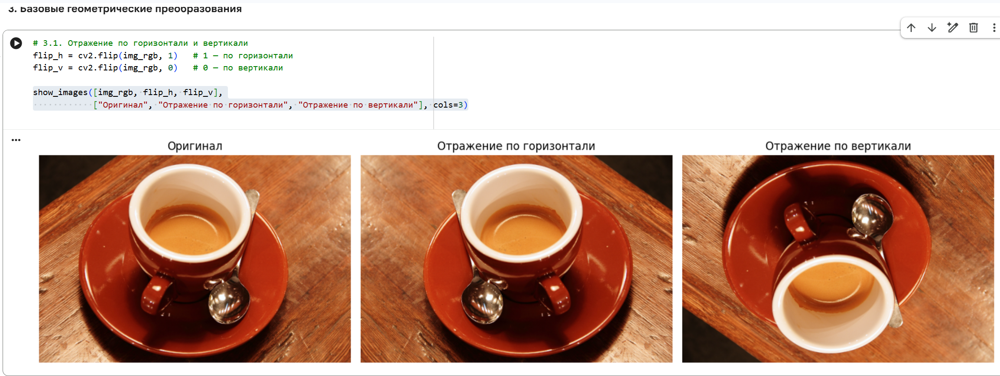 3. Базовые геометрические преобразования
# 3.1. Отражение по горизонтали и вертикали
flip_h = cv2.flip(img_rgb, 1)   # 1 — по горизонтали
flip_v = cv2.flip(img_rgb, 0)   # 0 — по вертикали
show_images([img_rgb, flip_h, flip_v],
            ["Оригинал", "Отражение по горизонтали", "Отражение по вертикали"], cols=3)
Оригинал
Отражение по горизонтали
Отражение по вертикали